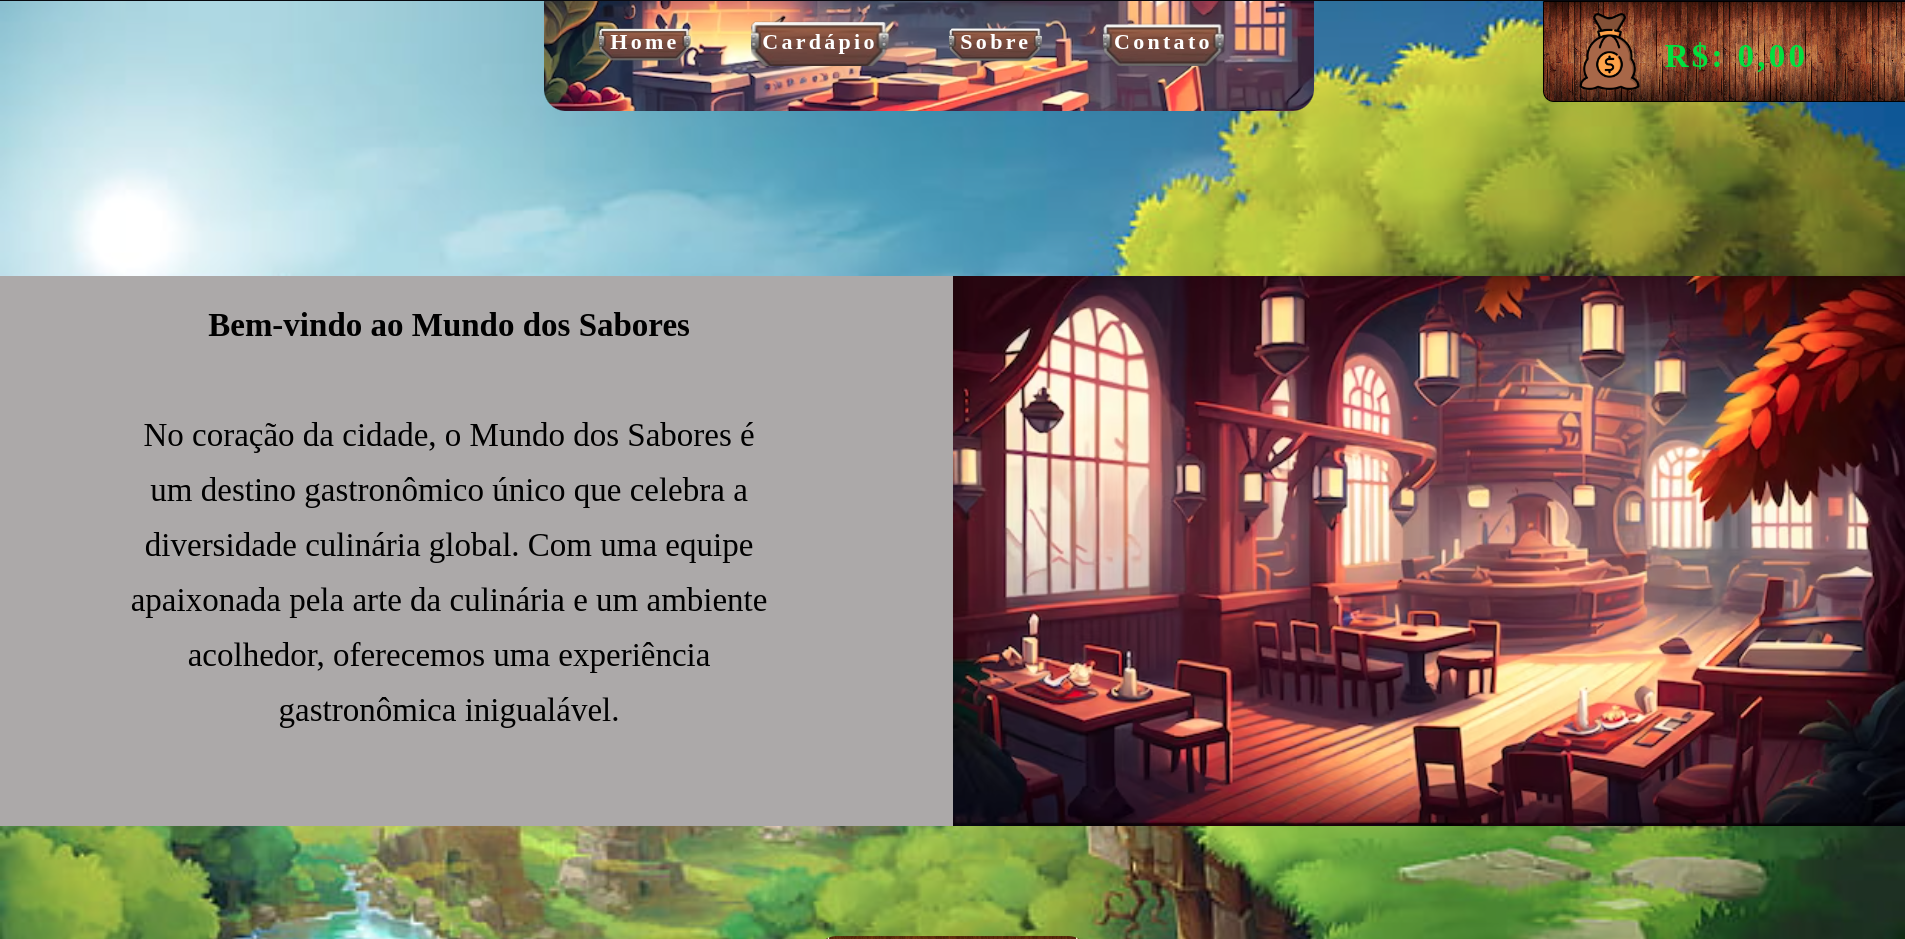 Home Cardápio Sobre Contato
R$: 0,00
Bem-vindo ao Mundo dos Sabores
No coração da cidade, o Mundo dos Sabores é
um destino gastronômico único que celebra a
diversidade culinária global. Com uma equipe
apaixonada pela arte da culinária e um ambiente
acolhedor, oferecemos uma experiência
gastronômica inigualável.